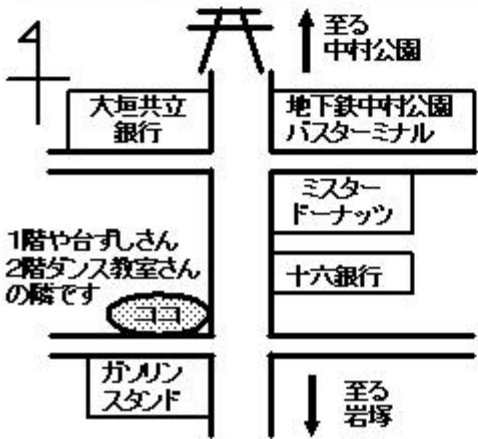 至る
中村公園
大垣共立
銀行
地下鉄中村公園
バスターミナル
ミスター
ドーナッツ
1階や台ずしさん
2階ダンス教室さん
の隣です
十六銀行
ココ
ガソリン
スタンド
至る
岩塚